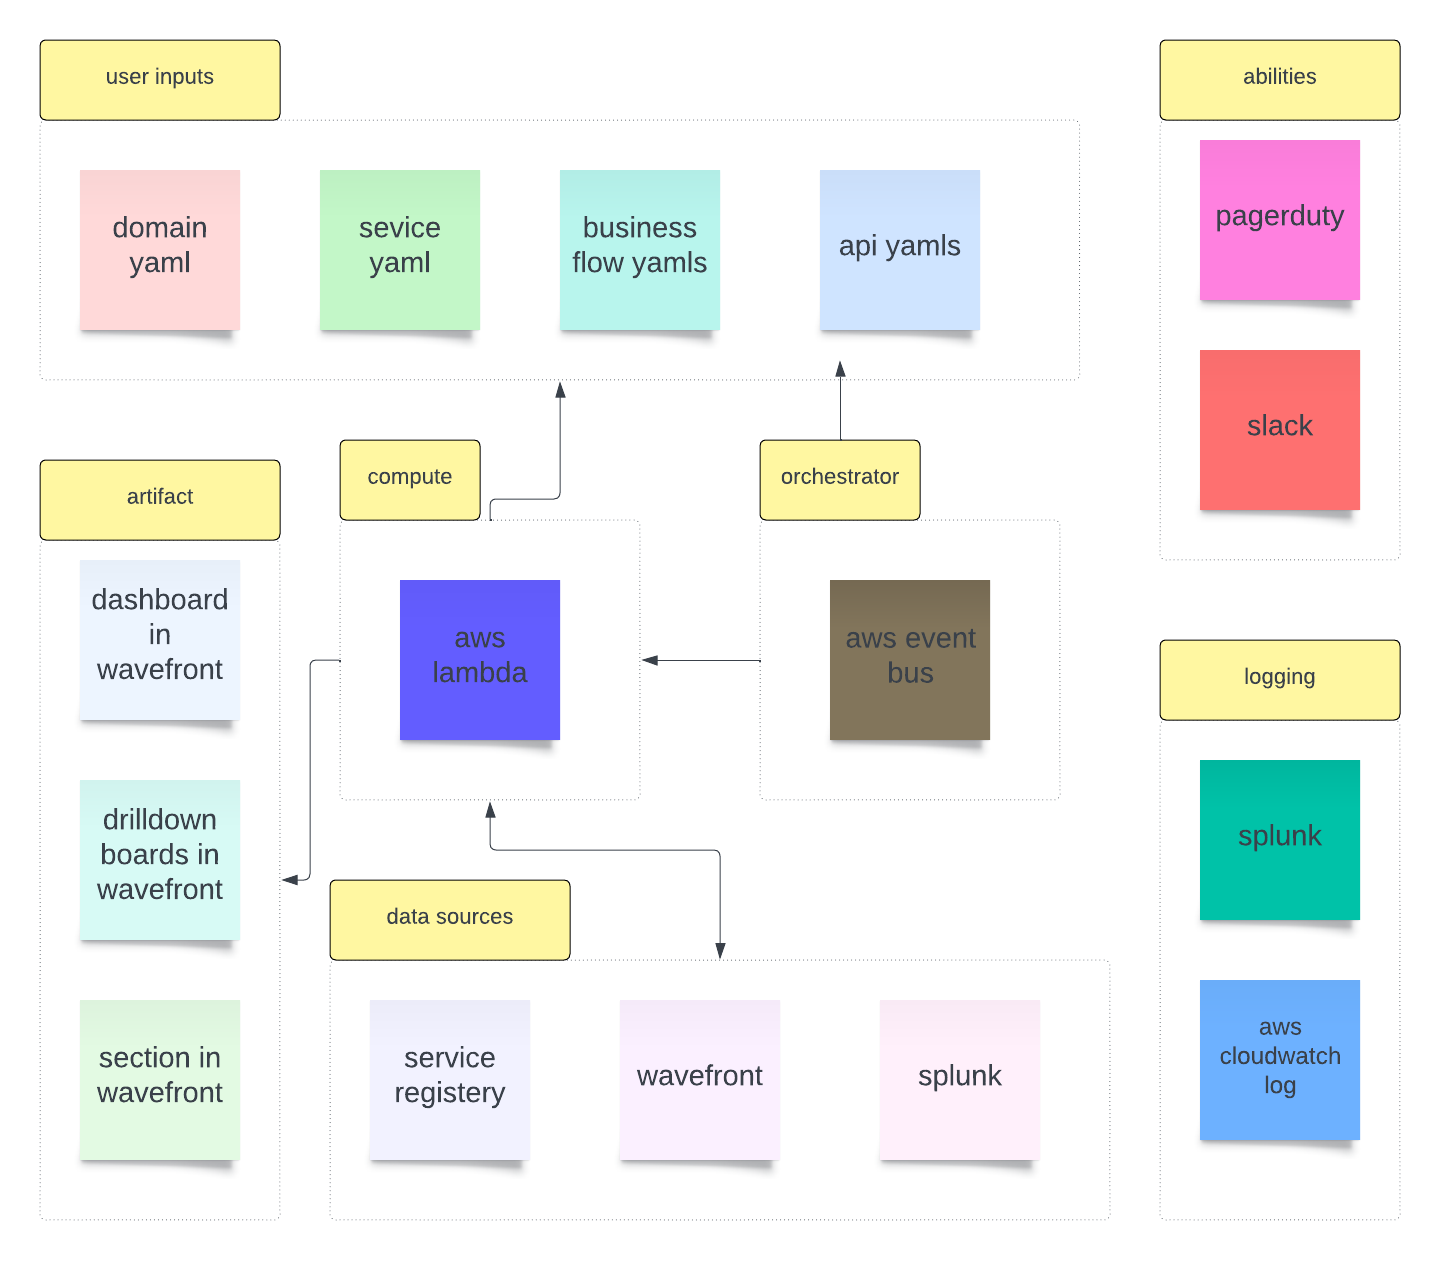 user inputs
abilities
domain
yaml
sevice
yaml
business
flow yamls
api yamls
pagerduty
slack
compute
orchestrator
artifact
dashboard
in
wavefront
aws
lambda
aws event
bus
logging
drilldown
boards in
wavefront
splunk
data sources
section in
wavefront
service
registery
wavefront
splunk
aws
cloudwatch
log